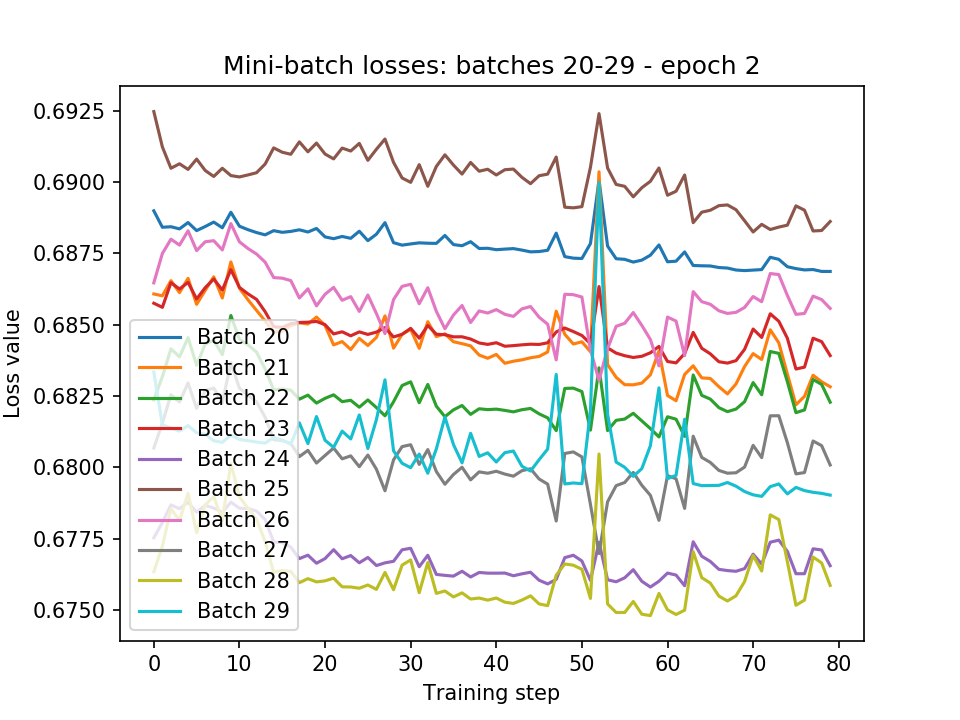 Mini-batch losses: batches 20-29 - epoch 2
Loss value
0.6925
0.6900
0.6875
0.6850
0.6825
0.6800
0.6775
0.6750
Batch 20
Batch 21
Batch 22
Batch 23
Batch 24
Batch 25
Batch 26
Batch 27
Batch 28
Batch 29
0 10 20 30 40 50 60 70 80
Training step